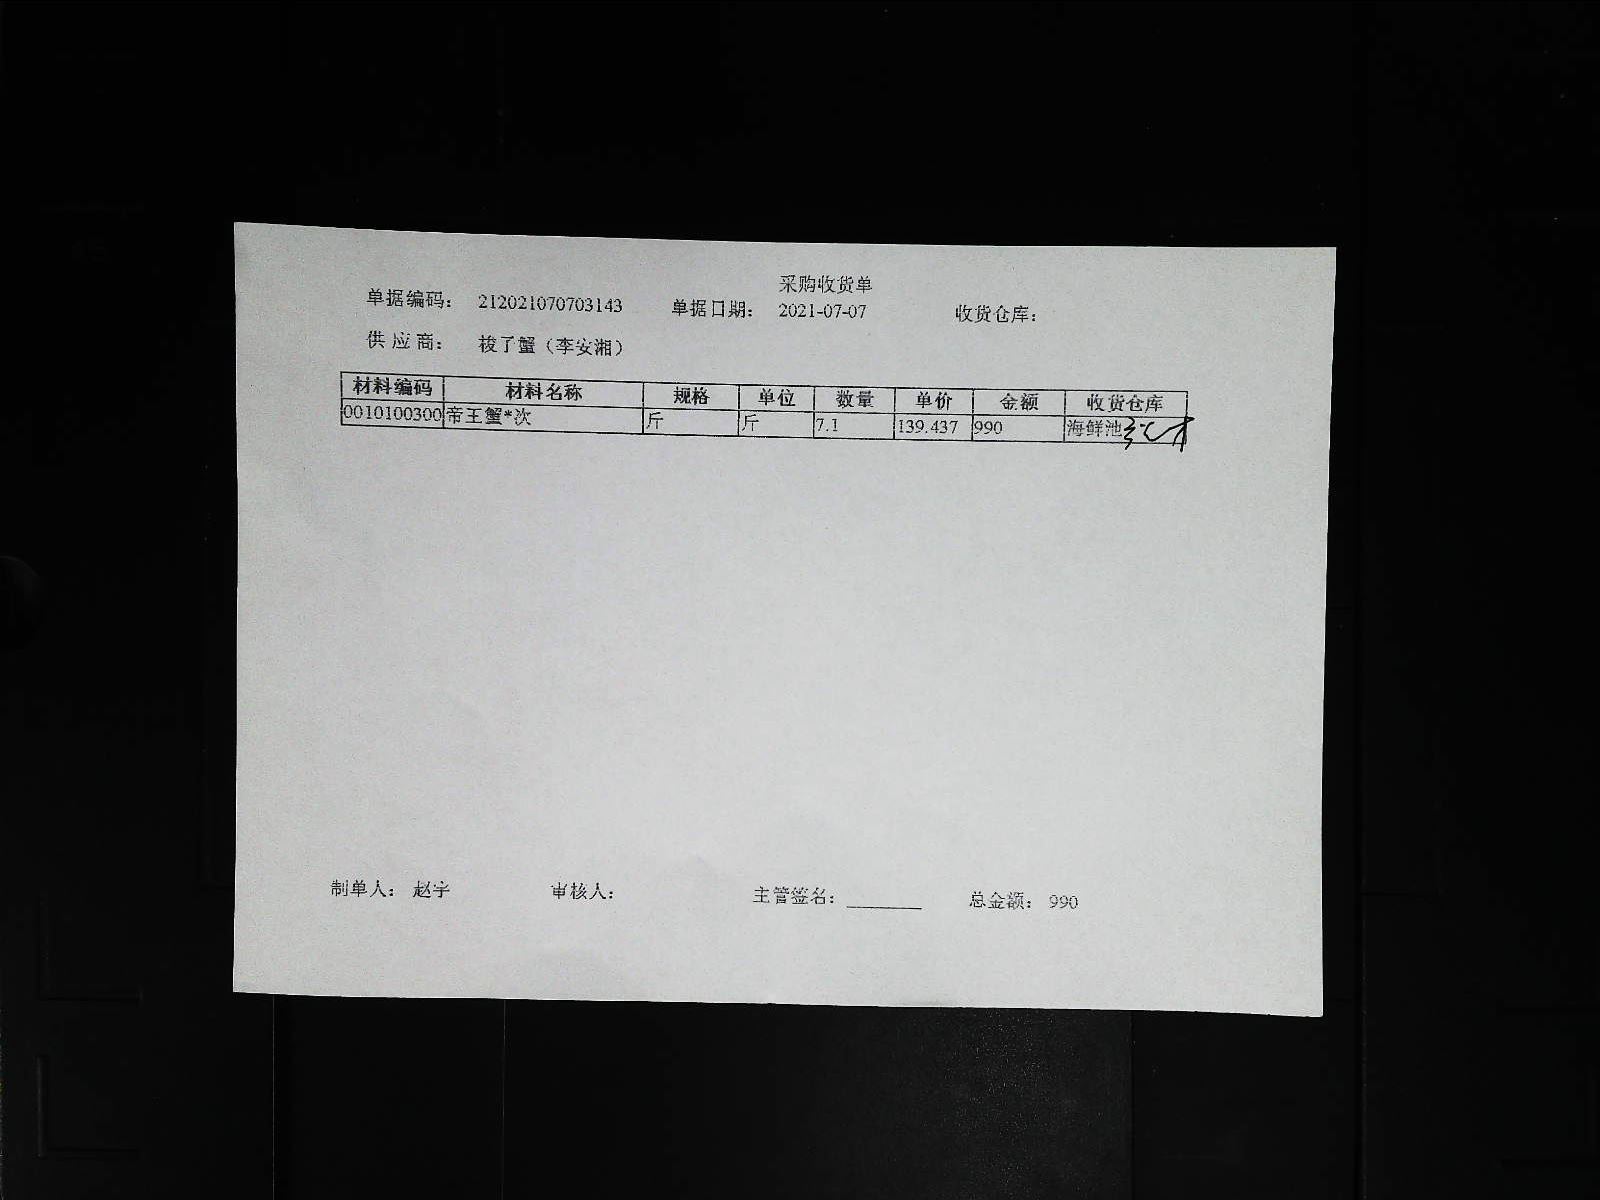 采购收货单
单据编码： 212021070703143 单据日期： 2021-07-07 收货仓库：
供 应 商： 梭了蟹（李安湘）
材料编码 材料名称 规格 单位 数量 单价 金额 收货仓库
0010100300 帝王蟹*次 斤 斤 7.1 139.437 990 海鲜池
制单人： 赵宇 审核人： 主管签名： 总金额： 990